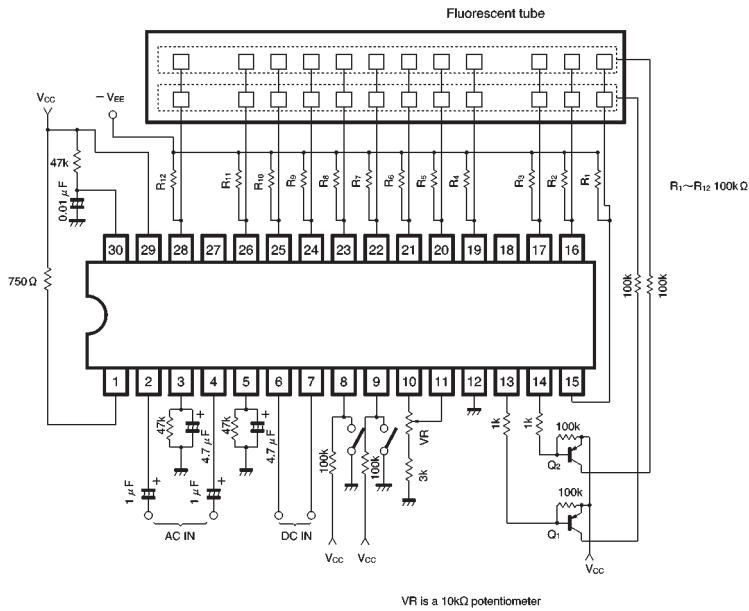 Fluorescent tube
Vcc
−VEE
47k
0.01 μF
R12
R11
R10
R9
R8
R7
R6
R5
R4
R3
R2
R1
R1~R12 100kΩ
30 29 28 27 26 25 24 23 22 21 20 19 18 17 16
750Ω
100k
100k
1 2 3 4 5 6 7 8 9 10 11 12 13 14 15
47k
+
4.7 μF
47k
+
4.7 μF
100k
100k
VR
3k
1k
1k
100k
Q2
1 μF
+
1 μF
+
100k
Q1
AC IN
DC IN
Vcc
Vcc
Vcc
VR is a 10kΩ potentiometer